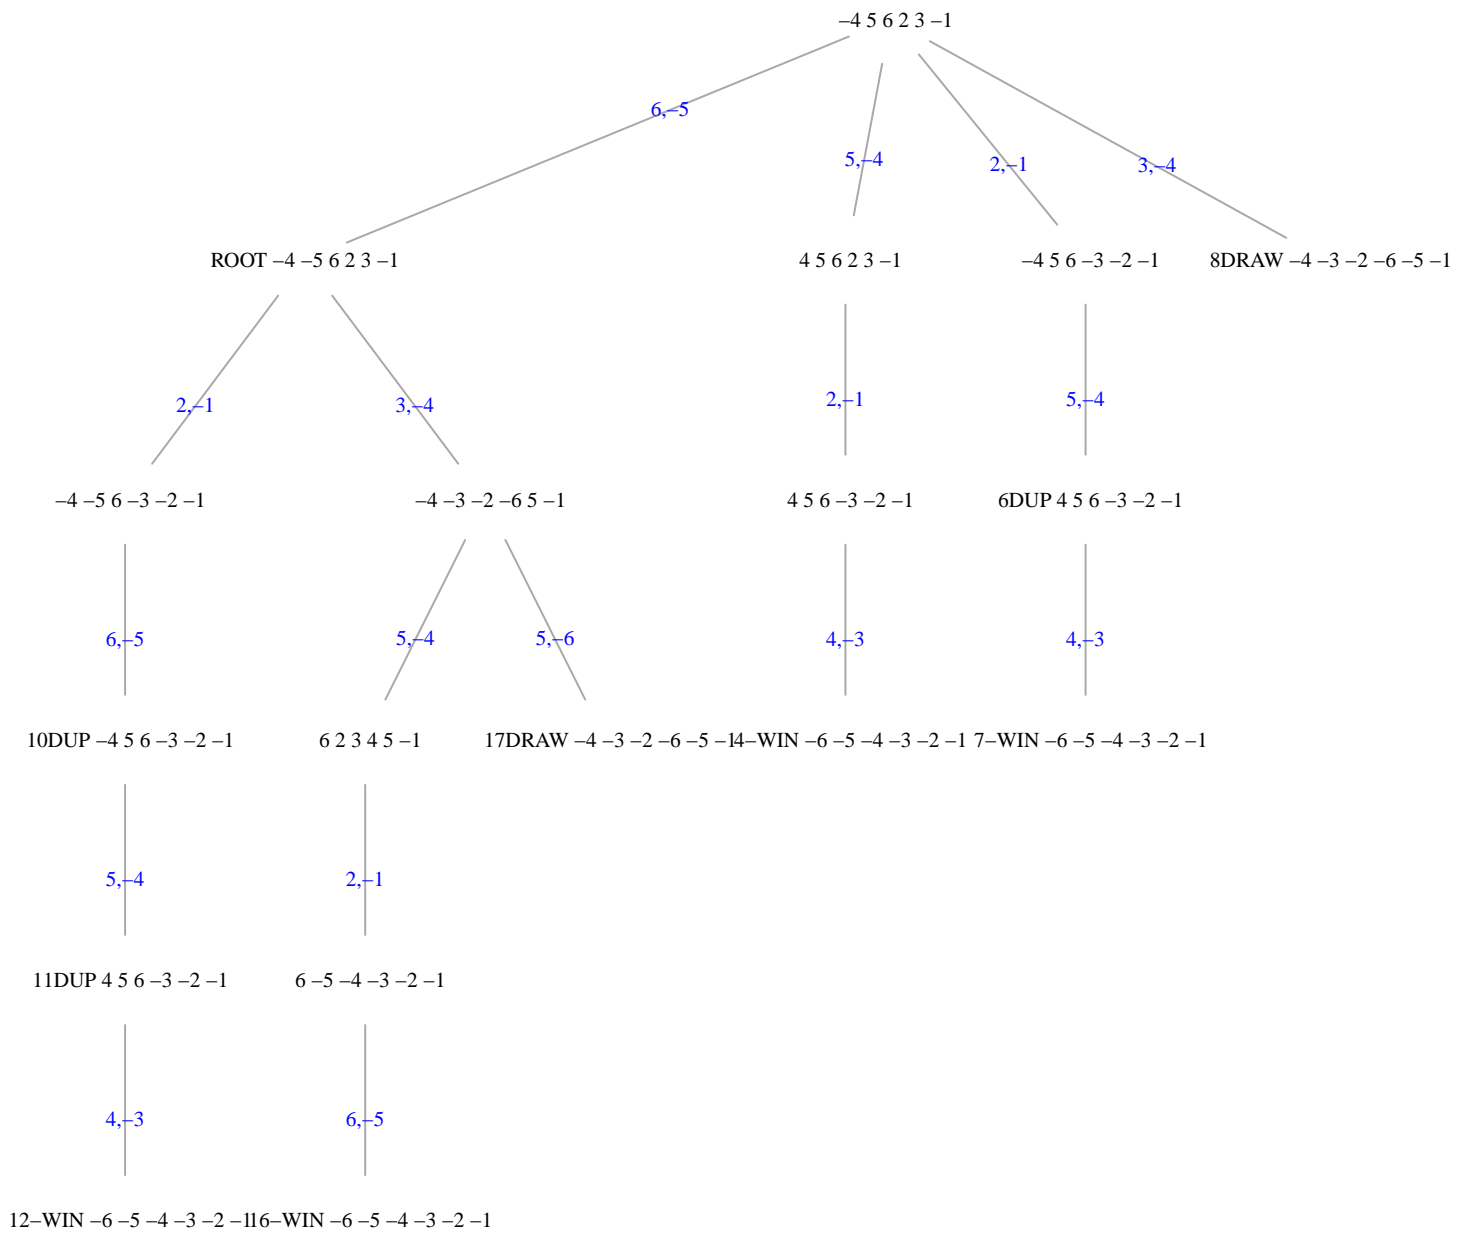 –4 5 6 2 3 –1
6,–5
5,–4
2,–1
3,–4
ROOT –4 –5 6 2 3 –1
4 5 6 2 3 –1
–4 5 6 –3 –2 –1
8DRAW –4 –3 –2 –6 –5 –1
2,–1
3,–4
2,–1
5,–4
–4 –5 6 –3 –2 –1
–4 –3 –2 –6 5 –1
4 5 6 –3 –2 –1
6DUP 4 5 6 –3 –2 –1
6,–5
5,–4
5,–6
4,–3
4,–3
10DUP –4 5 6 –3 –2 –1
6 2 3 4 5 –1
17DRAW –4 –3 –2 –6 –5 –1
4–WIN –6 –5 –4 –3 –2 –1
7–WIN –6 –5 –4 –3 –2 –1
5,–4
2,–1
11DUP 4 5 6 –3 –2 –1
6 –5 –4 –3 –2 –1
4,–3
6,–5
12–WIN –6 –5 –4 –3 –2 –1
16–WIN –6 –5 –4 –3 –2 –1